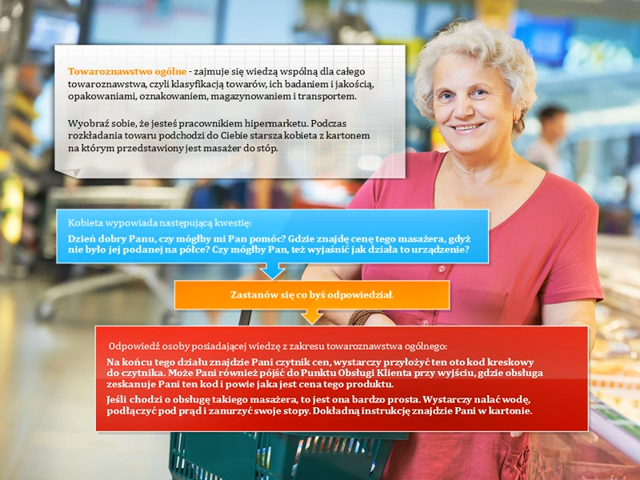 Towaroznawstwo ogólne - zajmuje się wiedzą wspólną dla całego
towaroznawstwa, czyli klasyfikacją towarów, ich badaniem i jakością,
opakowaniami, oznakowaniem, magazynowaniem i transportem.
Wyobraź sobie, że jesteś pracownikiem hipermarketu. Podczas
rozkładania towaru podchodzi do Ciebie starsza kobieta z kartonem
na którym przedstawiony jest masażer do stóp.
Kobieta wypowiada następującą kwestię:
Dzień dobry Panu, czy mógłby mi Pan pomóc? Gdzie znajdę cenę tego masażera, gdyż
nie było jej podanej na półce? Czy mógłby Pan, też wyjaśnić jak działa to urządzenie?
Zastanów się co byś odpowiedział.
Odpowiedź osoby posiadającej wiedzę z zakresu towaroznawstwa ogólnego:
Na końcu tego działu znajdzie Pani czytnik cen, wystarczy przyłożyć ten oto kod kreskowy
do czytnika. Może Pani również pójść do Punktu Obsługi Klienta przy wyjściu, gdzie obsługa
zeskanuje Pani ten kod i powie jaka jest cena tego produktu.
Jeśli chodzi o obsługę takiego masażera, to jest ona bardzo prosta. Wystarczy nalać wodę,
podłączyć pod prąd i zanurzyć swoje stopy. Dokładną instrukcję znajdzie Pani w kartonie.